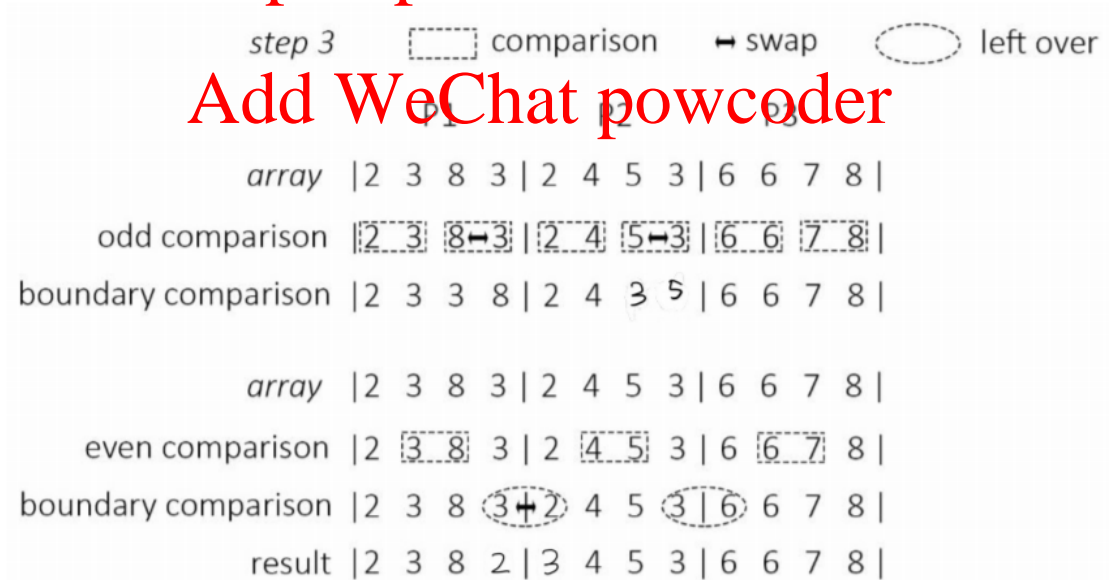 step 3 comparison swap left over
Add WeChat powcoder
P1 P2 P3
array |2 3 8 3|2 4 5 3|6 6 7 8|
odd comparison |2 3 8 3|2 4 5 3|6 6 7 8|
boundary comparison |2 3 3 8|2 4 3 5|6 6 7 8|
array |2 3 8 3|2 4 5 3|6 6 7 8|
even comparison |2 3 8 3|2 4 5 3|6 6 7 8|
boundary comparison |2 3 8 3|2 4 5 3|6 6 7 8|
result |2 3 8 2|3 4 5 3|6 6 7 8|